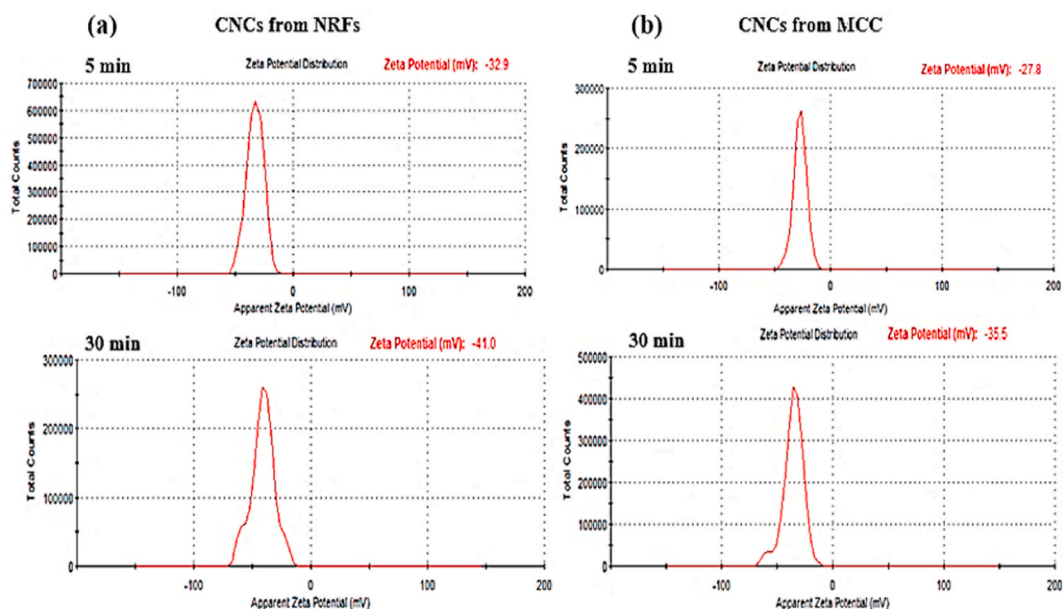 (a) CNCs from NRFs
5 min Zeta Potential Distribution Zeta Potential (mV): -32.9
700000
600000
500000
400000
300000
200000
100000
0
Total Counts
-100 0 100 200
Apparent Zeta Potential (mV)
30 min Zeta Potential Distribution Zeta Potential (mV): -41.0
300000
200000
100000
0
Total Counts
-100 0 100 200
Apparent Zeta Potential (mV)
(b) CNCs from MCC
5 min Zeta Potential Distribution Zeta Potential (mV): -27.8
300000
200000
100000
0
Total Counts
-100 0 100 200
Apparent Zeta Potential (mV)
30 min Zeta Potential Distribution Zeta Potential (mV): -35.5
500000
400000
300000
200000
100000
0
Total Counts
-100 0 100 200
Apparent Zeta Potential (mV)